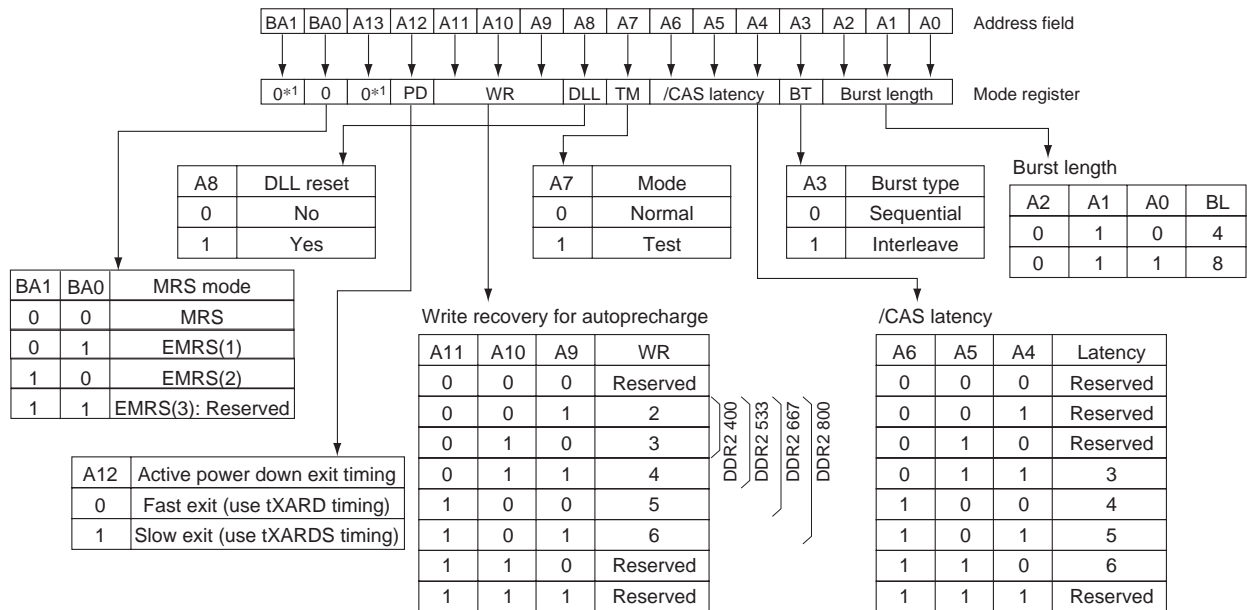 BA1 BA0 A13 A12 A11 A10 A9 A8 A7 A6 A5 A4 A3 A2 A1 A0 Address field
0*1 0 0*1 PD WR DLL TM /CAS latency BT Burst length Mode register
A8 DLL reset
0 No
1 Yes
A7 Mode
0 Normal
1 Test
A3 Burst type
0 Sequential
1 Interleave
Burst length
A2 A1 A0 BL
0 1 0 4
0 1 1 8
BA1 BA0 MRS mode
0 0 MRS
0 1 EMRS(1)
1 0 EMRS(2)
1 1 EMRS(3): Reserved
A12 Active power down exit timing
0 Fast exit (use tXARD timing)
1 Slow exit (use tXARDS timing)
Write recovery for autoprecharge
A11 A10 A9 WR
0 0 0 Reserved
0 0 1 2
0 1 0 3
0 1 1 4
1 0 0 5
1 0 1 6
1 1 0 Reserved
1 1 1 Reserved
DDR2 400
DDR2 533
DDR2 667
DDR2 800
/CAS latency
A6 A5 A4 Latency
0 0 0 Reserved
0 0 1 Reserved
0 1 0 Reserved
0 1 1 3
1 0 0 4
1 0 1 5
1 1 0 6
1 1 1 Reserved